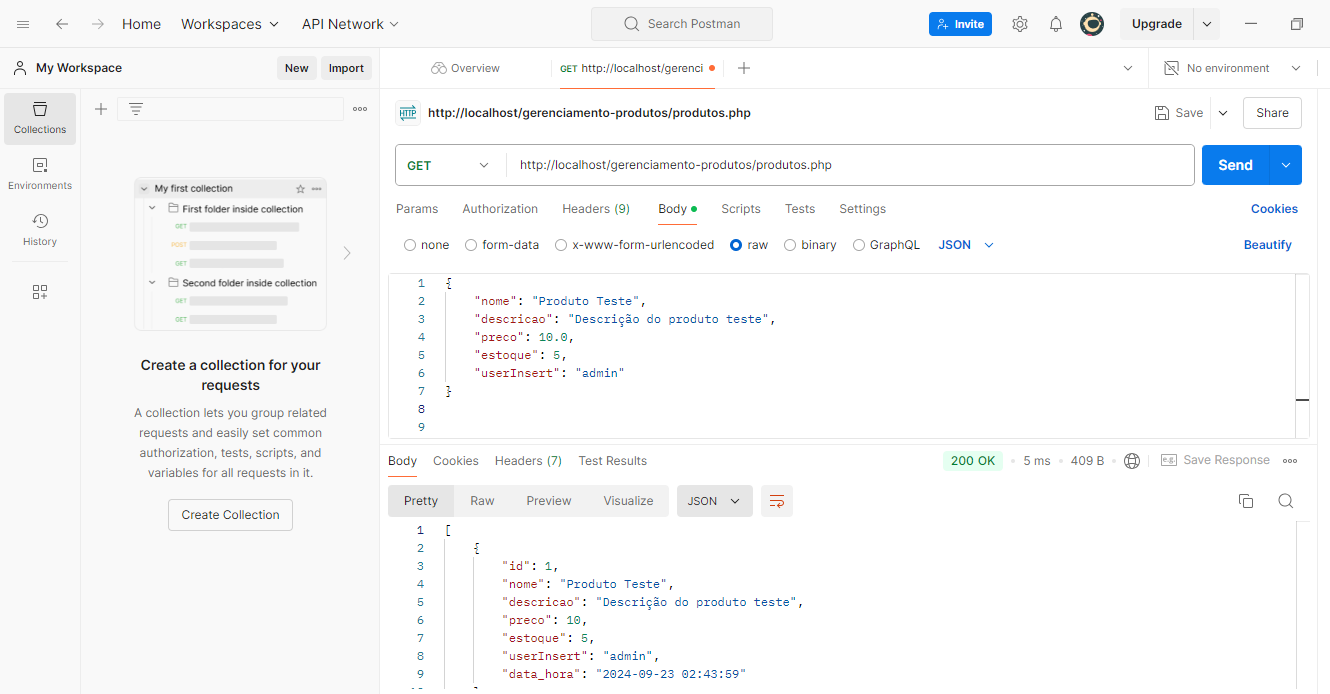 Home Workspaces API Network Search Postman Invite Upgrade
My Workspace New Import Overview GET http://localhost/gerenci No environment
Collections
Environments
History
My first collection
First folder inside collection
GET
POST
GET
Second folder inside collection
GET
GET
Create a collection for your
requests
A collection lets you group related
requests and easily set common
authorization, tests, scripts, and
variables for all requests in it.
Create Collection
HTTP http://localhost/gerenciamento-produtos/produtos.php Save Share
GET http://localhost/gerenciamento-produtos/produtos.php Send
Params Authorization Headers (9) Body Scripts Tests Settings Cookies
none form-data x-www-form-urlencoded raw binary GraphQL JSON Beautify
1 {
2 "nome": "Produto Teste",
3 "descricao": "Descrição do produto teste",
4 "preco": 10.0,
5 "estoque": 5,
6 "userInsert": "admin"
7 }
8
9
Body Cookies Headers (7) Test Results 200 OK 5 ms 409 B e.g. Save Response
Pretty Raw Preview Visualize JSON
1 [
2 {
3 "id": 1,
4 "nome": "Produto Teste",
5 "descricao": "Descrição do produto teste",
6 "preco": 10,
7 "estoque": 5,
8 "userInsert": "admin",
9 "data_hora": "2024-09-23 02:43:59"